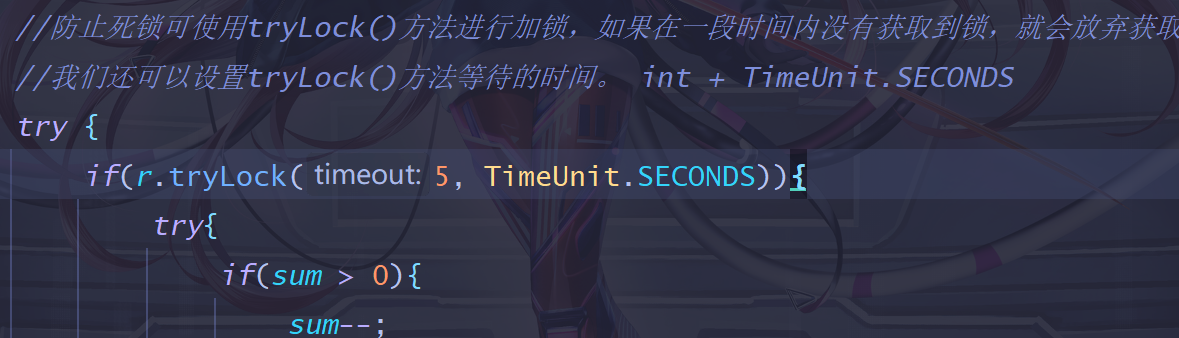 //防止死锁可使用tryLock()方法进行加锁，如果在一段时间内没有获取到锁，就会放弃获取
//我们还可以设置tryLock()方法等待的时间。 int + TimeUnit.SECONDS
try {
if(r.tryLock( timeout: 5, TimeUnit.SECONDS)){
try{
if(sum > 0){
sum--;